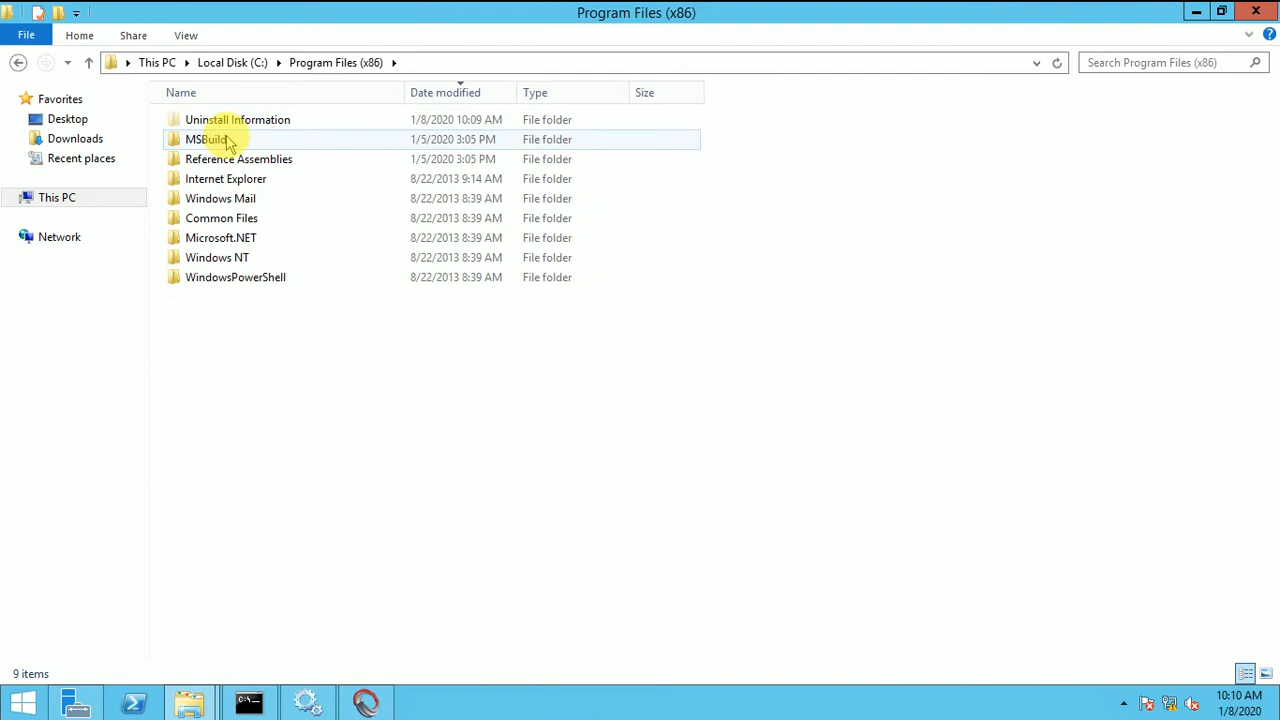 Program Files (x86)
File Home Share View
This PC Local Disk (C:) Program Files (x86) Search Program Files (x86)
Name Date modified Type Size
Favorites
Desktop
Downloads
Recent places
This PC
Network
Uninstall Information 1/8/2020 10:09 AM File folder
MSBuild 1/5/2020 3:05 PM File folder
Reference Assemblies 1/5/2020 3:05 PM File folder
Internet Explorer 8/22/2013 9:14 AM File folder
Windows Mail 8/22/2013 8:39 AM File folder
Common Files 8/22/2013 8:39 AM File folder
Microsoft.NET 8/22/2013 8:39 AM File folder
Windows NT 8/22/2013 8:39 AM File folder
WindowsPowerShell 8/22/2013 8:39 AM File folder
9 items
10:10 AM
1/8/2020